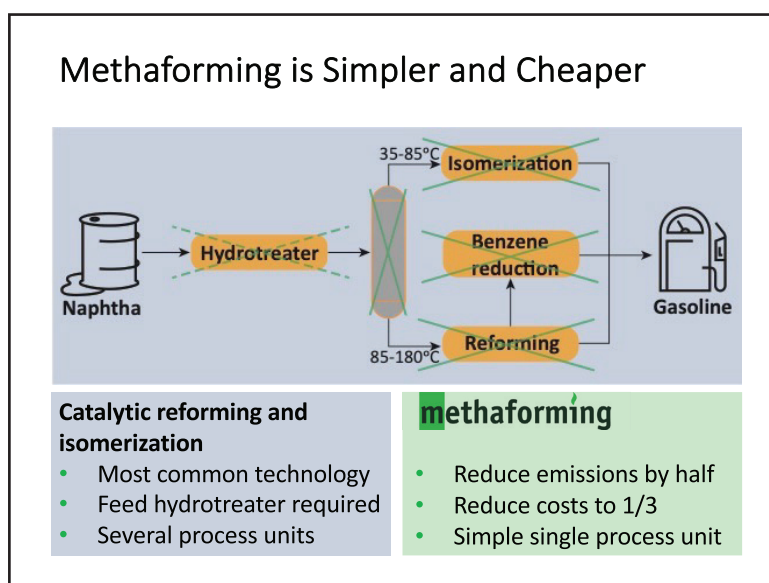 Methaforming is Simpler and Cheaper
35-85°C
Isomerization
Hydrotreater
Benzene
reduction
Naphtha
Gasoline
Reforming
85-180°C
Catalytic reforming and
isomerization
• Most common technology
• Feed hydrotreater required
• Several process units
methaforming
• Reduce emissions by half
• Reduce costs to 1/3
• Simple single process unit